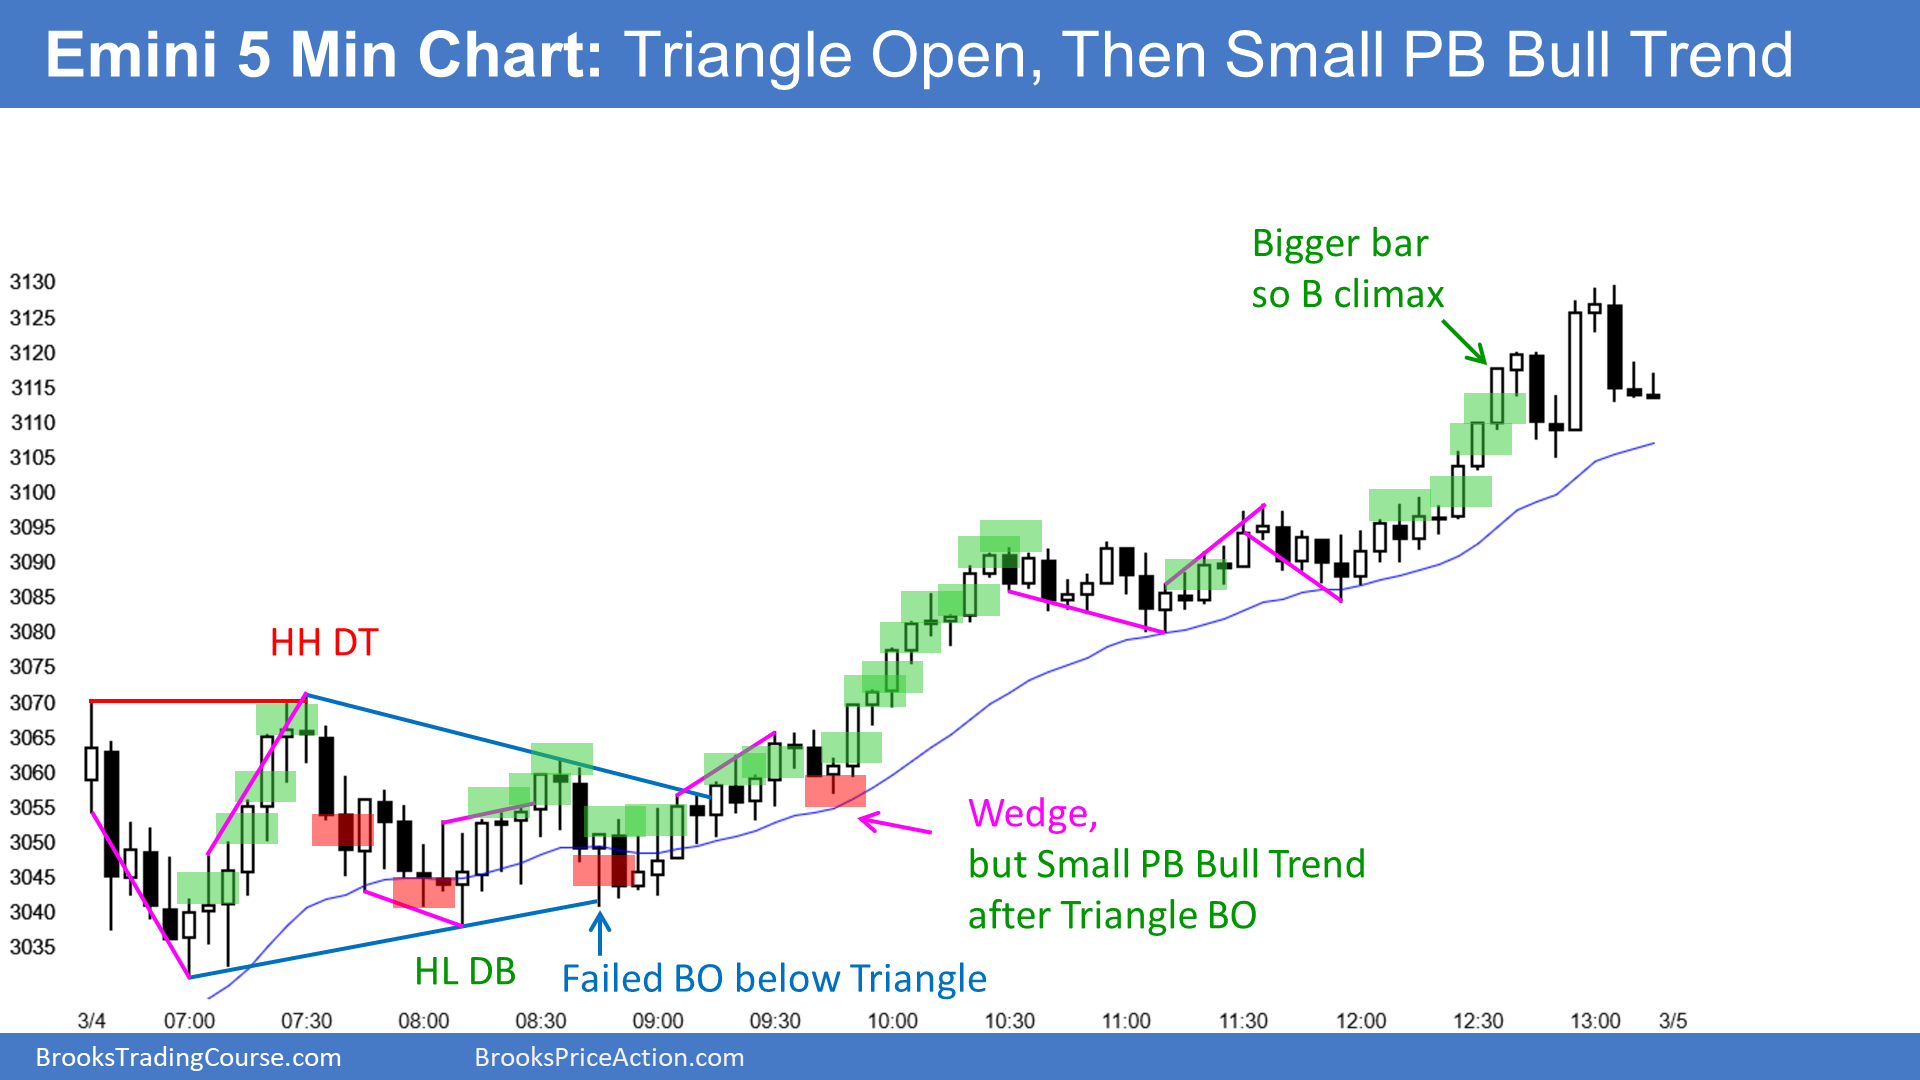 Emini 5 Min Chart: Triangle Open, Then Small PB Bull Trend
Bigger bar
so B climax
3130
3125
3120
3115
3110
3105
3100
3095
3090
3085
3080
3075
3070
3065
3060
3055
3050
3045
3040
3035
HH DT
Wedge,
but Small PB Bull Trend
after Triangle BO
HL DB
Failed BO below Triangle
3/4 07:00 07:30 08:00 08:30 09:00 09:30 10:00 10:30 11:00 11:30 12:00 12:30 13:00 3/5
BrooksTradingCourse.com BrooksPriceAction.com